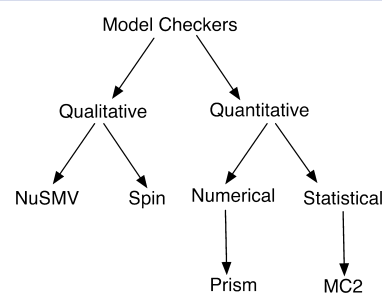 Model Checkers
Qualitative
Quantitative
NuSMV
Spin
Numerical
Statistical
Prism
MC2